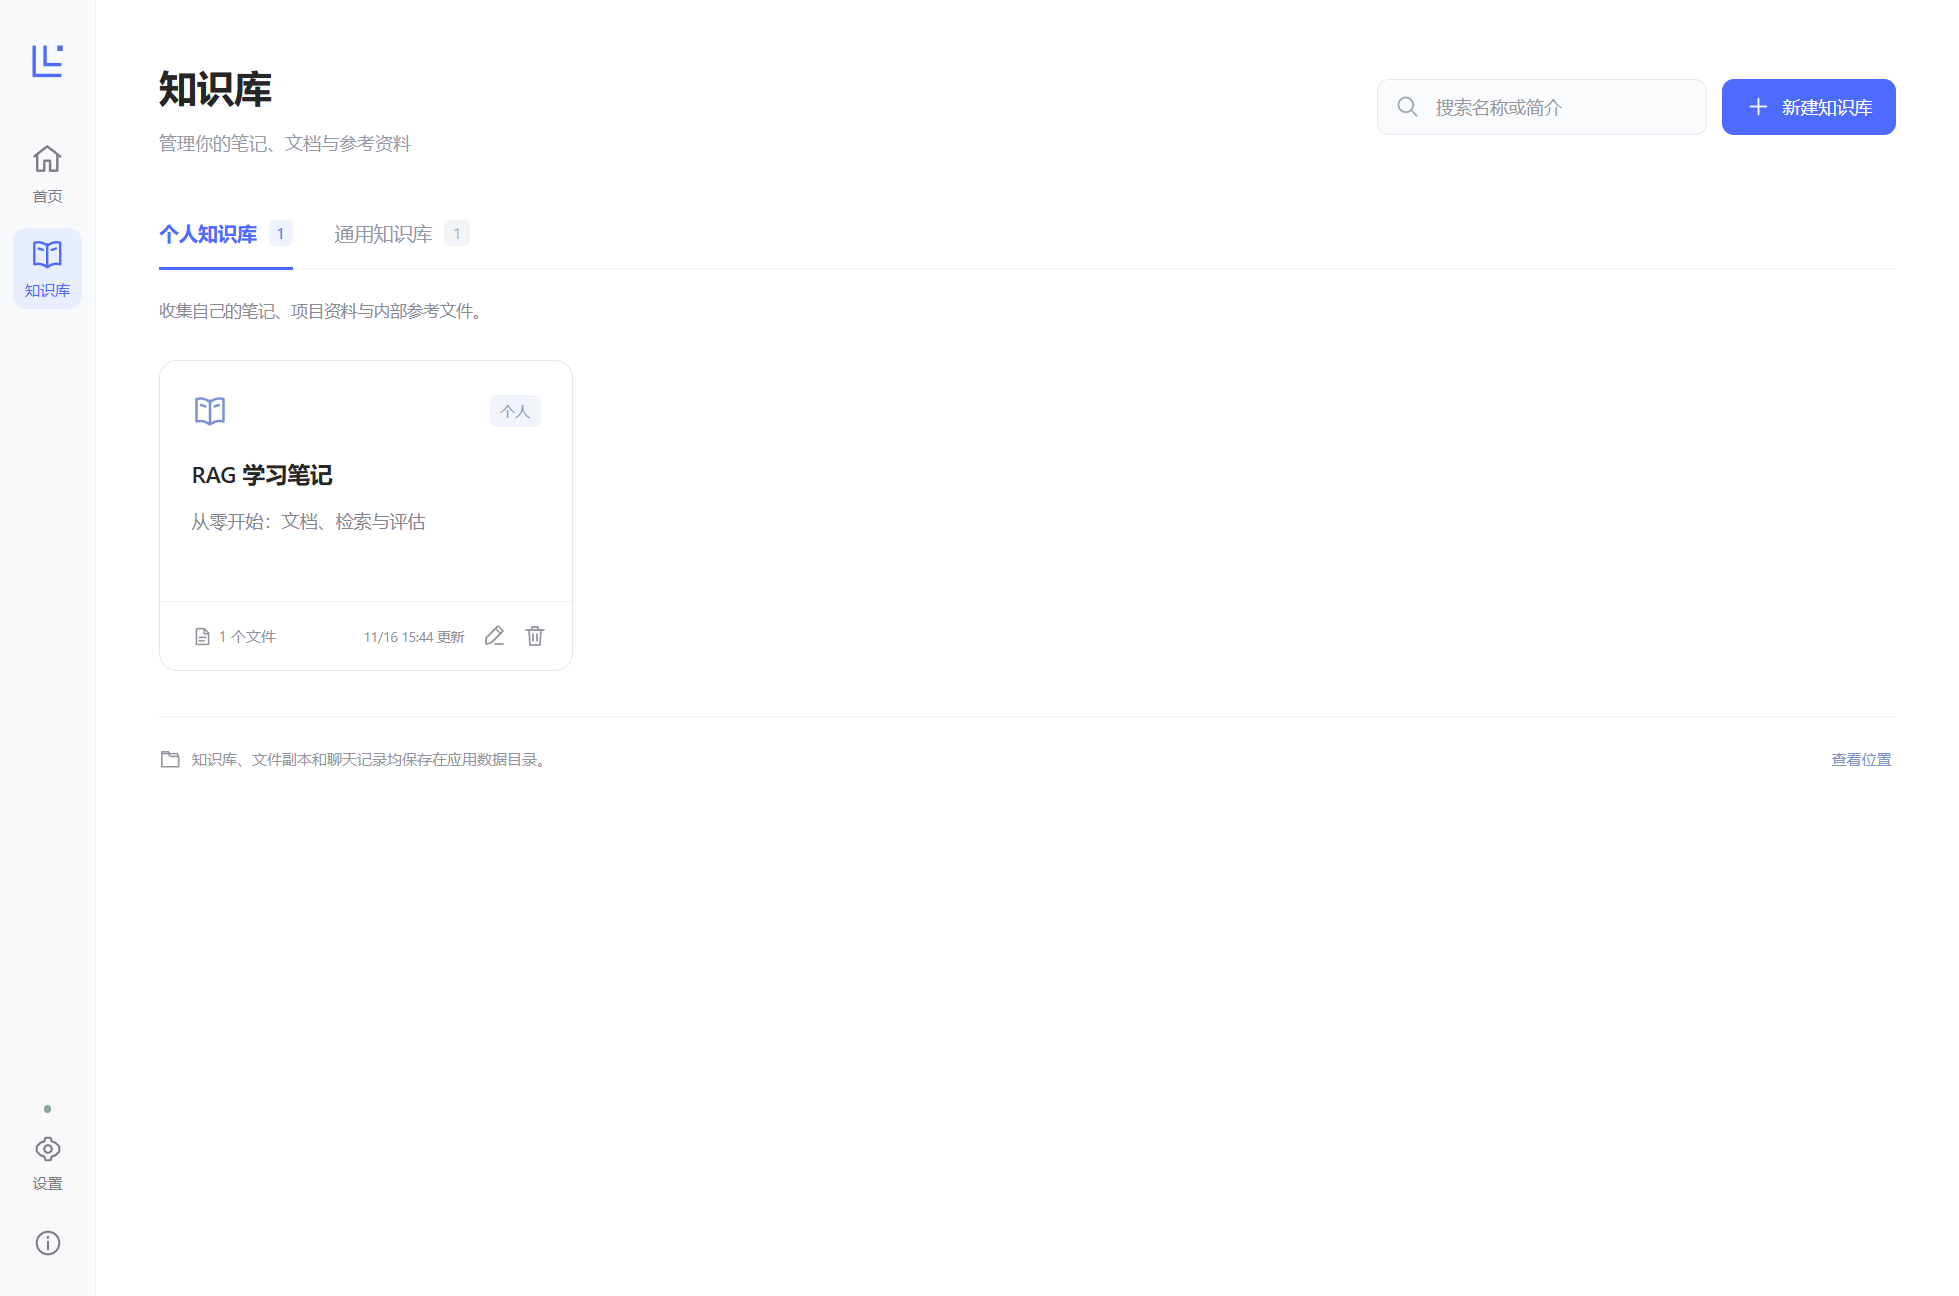 首页
知识库
设置
知识库
管理你的笔记、文档与参考资料
搜索名称或简介
新建知识库
个人知识库 1
通用知识库 1
收集自己的笔记、项目资料与内部参考文件。
个人
RAG 学习笔记
从零开始：文档、检索与评估
1 个文件
11/16 15:44 更新
知识库、文件副本和聊天记录均保存在应用数据目录。
查看位置